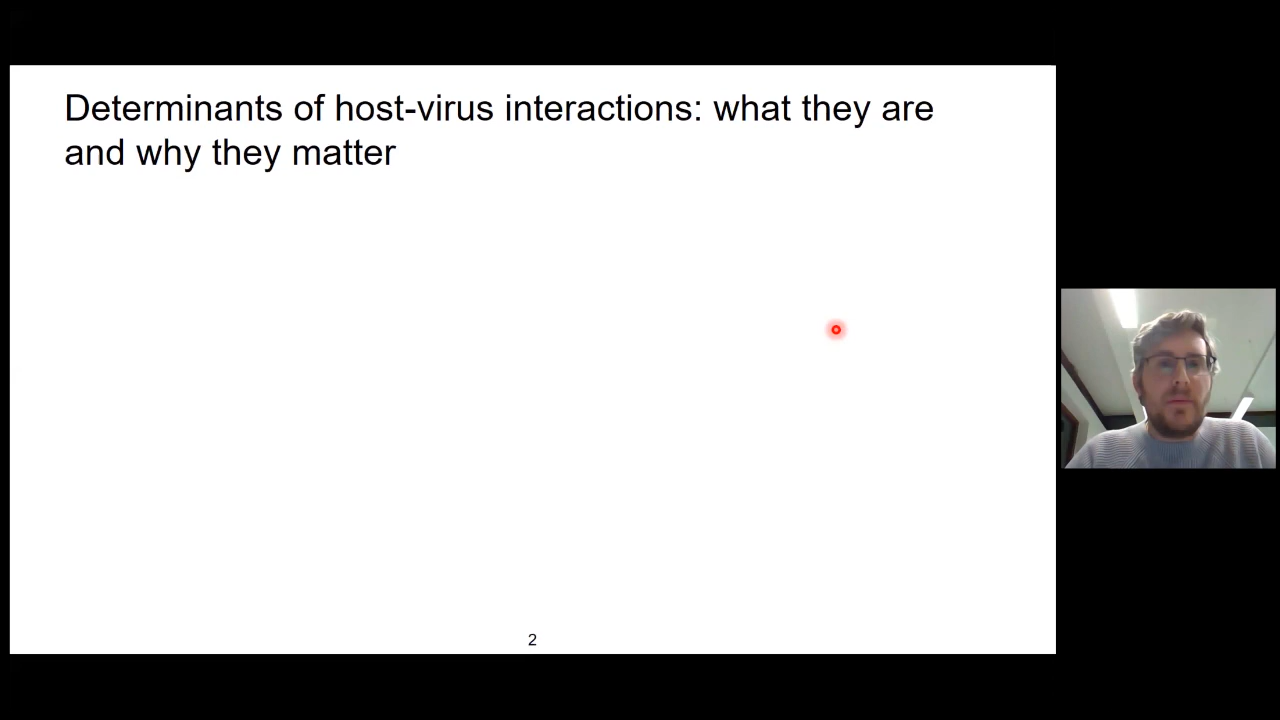 Determinants of host-virus interactions: what they are
and why they matter
2